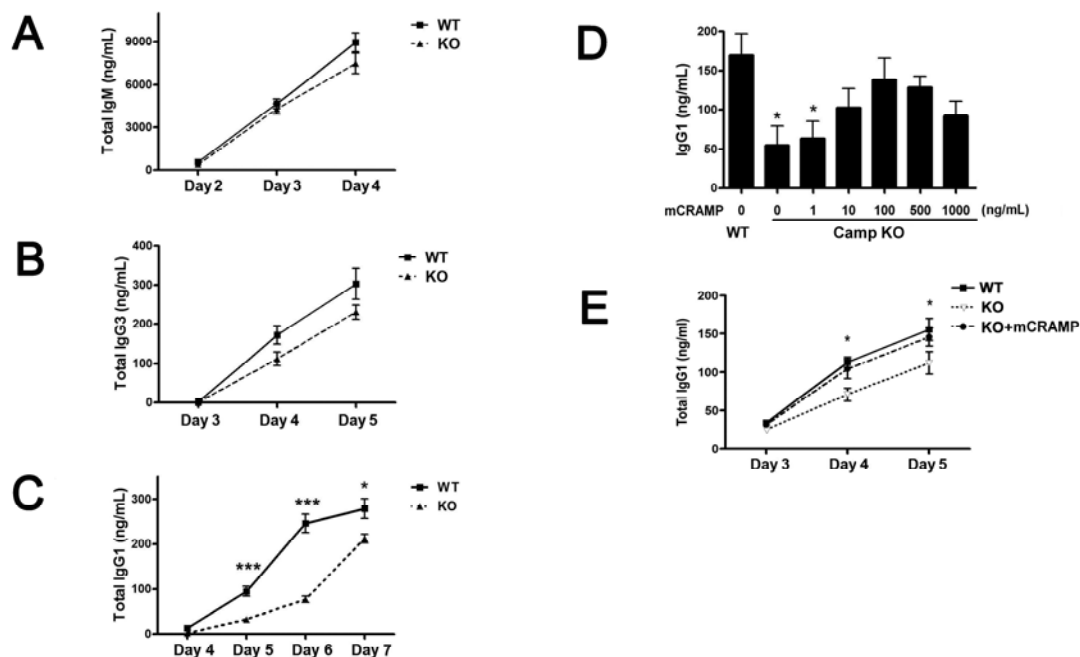 A
Total IgM (ng/mL)
9000
6000
3000
0
Day 2 Day 3 Day 4
WT
KO
B
Total IgG3 (ng/mL)
400
300
200
100
0
Day 3 Day 4 Day 5
WT
KO
C
Total IgG1 (ng/mL)
300
200
100
0
*** *** *
Day 4 Day 5 Day 6 Day 7
WT
KO
D
IgG1 (ng/mL)
200
150
100
50
0
* *
mCRAMP 0 0 1 10 100 500 1000 (ng/mL)
WT Camp KO
E
Total IgG1 (ng/ml)
200
150
100
50
0
* *
Day 3 Day 4 Day 5
WT
KO
KO+mCRAMP